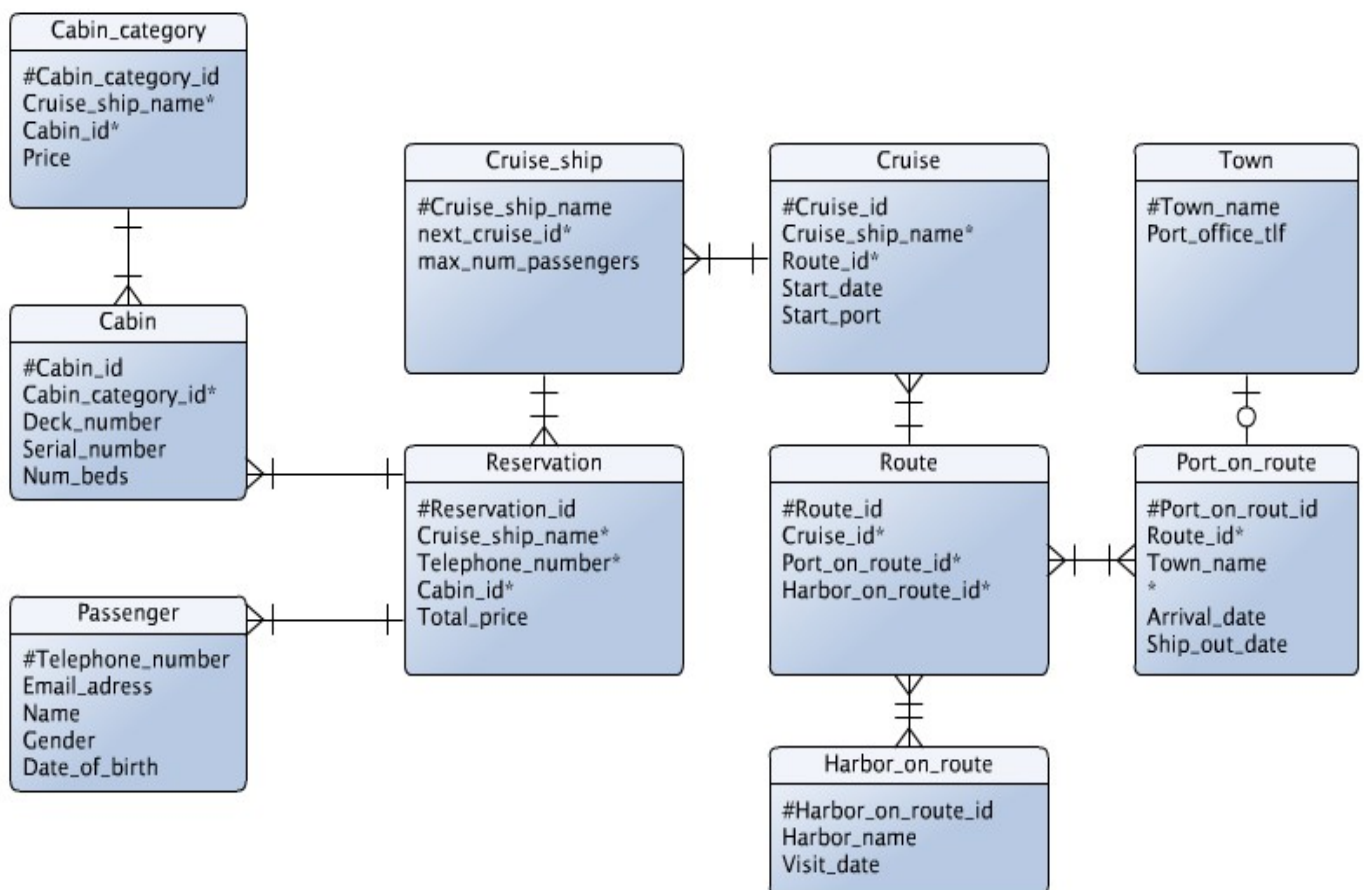 Cabin_category
#Cabin_category_id
Cruise_ship_name*
Cabin_id*
Price
Cruise_ship
#Cruise_ship_name
next_cruise_id*
max_num_passengers
Cruise
#Cruise_id
Cruise_ship_name*
Route_id*
Start_date
Start_port
Town
#Town_name
Port_office_tlf
Cabin
#Cabin_id
Cabin_category_id*
Deck_number
Serial_number
Num_beds
Reservation
#Reservation_id
Cruise_ship_name*
Telephone_number*
Cabin_id*
Total_price
Route
#Route_id
Cruise_id*
Port_on_route_id*
Harbor_on_route_id*
Port_on_route
#Port_on_rout_id
Route_id*
Town_name
*
Arrival_date
Ship_out_date
Passenger
#Telephone_number
Email_adress
Name
Gender
Date_of_birth
Harbor_on_route
#Harbor_on_route_id
Harbor_name
Visit_date